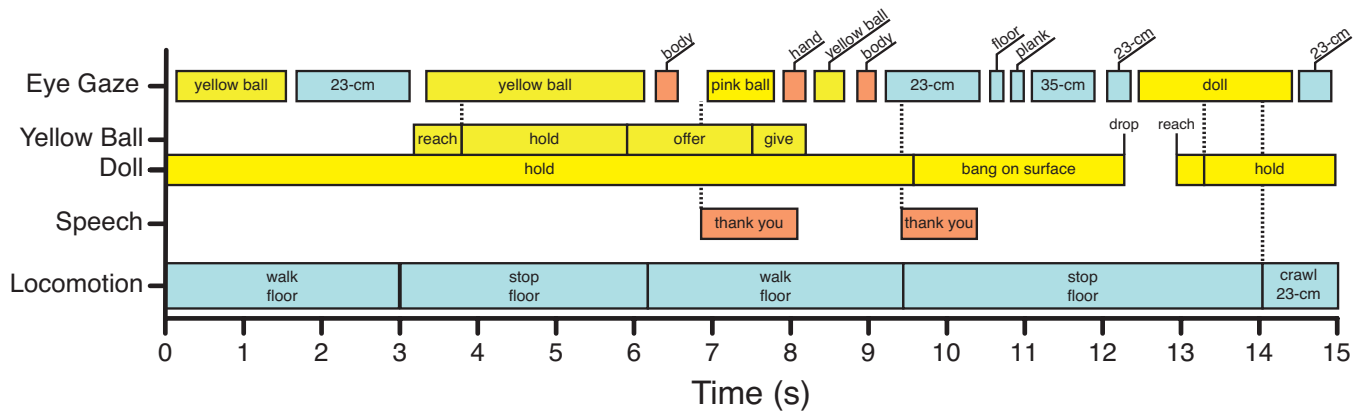 body
hand
yellow ball
body
floor
plank
23-cm
23-cm
Eye Gaze
yellow ball
23-cm
yellow ball
pink ball
23-cm
35-cm
doll
Yellow Ball
reach
hold
offer
give
drop
reach
Doll
hold
bang on surface
hold
Speech
thank you
thank you
Locomotion
walk
floor
stop
floor
walk
floor
stop
floor
crawl
23-cm
0 1 2 3 4 5 6 7 8 9 10 11 12 13 14 15
Time (s)